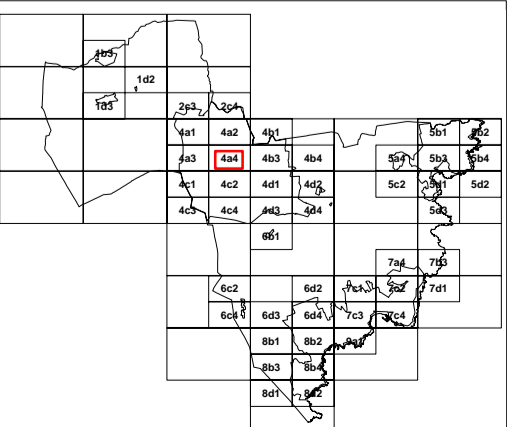 1b3
1d2
1d3 2c3 2c4
4a1 4a2 4b1 5b1 5b2
4a3 4a4 4b3 4b4 5a4 5b3 5b4
4c1 4c2 4d1 4d2 5c2 5d1 5d2
4c3 4c4 4d3 4d4 5d3
6b1
7a4 7b3
6c2 6d2 7c1 7c2 7d1
6c4 6d3 6d4 7c3 7c4
8b1 8b2 9a1
8b3 8b4
8d1 8d2